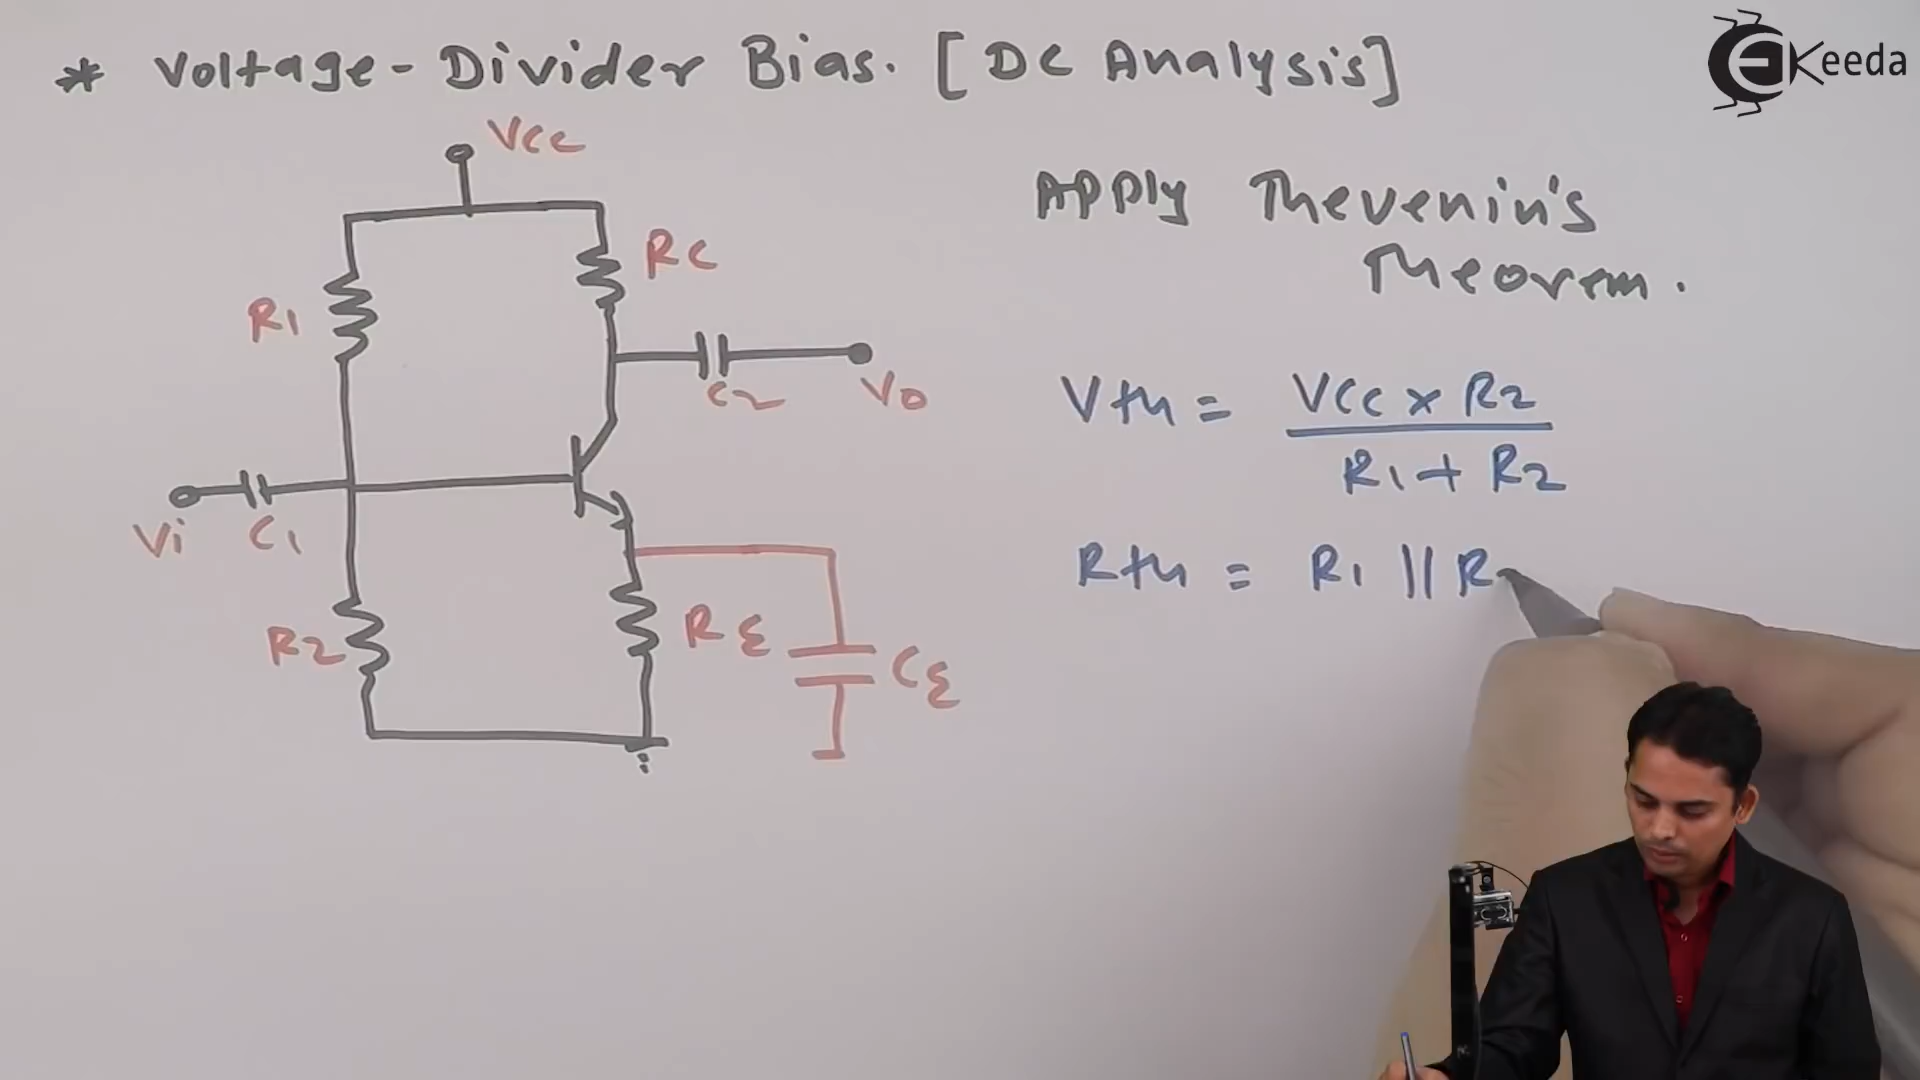 * Voltage-Divider Bias. [DC Analysis]
EKeeda
VCC
Apply Thevenin's
Theorem.
RC
R1
C2
Vo
Vth = VCC x R2
R1 + R2
Vi
C1
Rth = R1 || R
R2
RE
CE